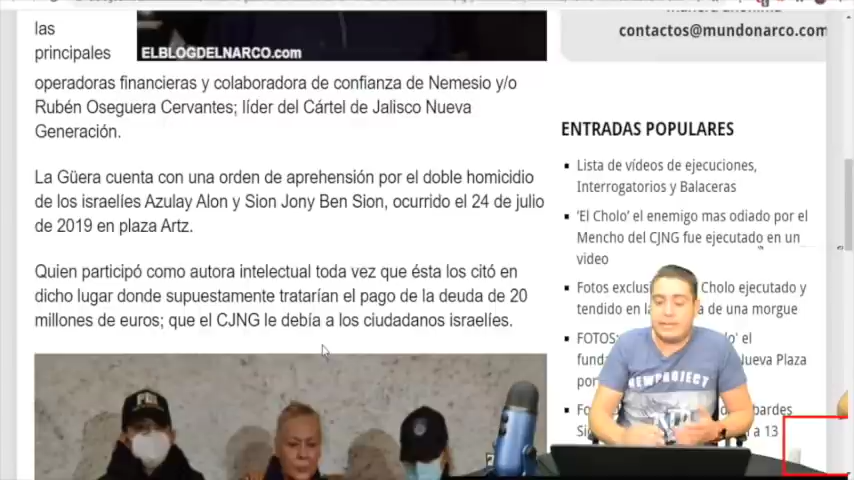 las
principales
ELBLOGDELNARCO.com
operadoras financieras y colaboradora de confianza de Nemesio y/o
Rubén Oseguera Cervantes; líder del Cártel de Jalisco Nueva
Generación.
La Güera cuenta con una orden de aprehensión por el doble homicidio
de los israelíes Azulay Alon y Sion Jony Ben Sion, ocurrido el 24 de julio
de 2019 en plaza Artz.
Quien participó como autora intelectual toda vez que ésta los citó en
dicho lugar donde supuestamente tratarían el pago de la deuda de 20
millones de euros; que el CJNG le debía a los ciudadanos israelíes.
contactos@mundonarco.com
ENTRADAS POPULARES
Lista de vídeos de ejecuciones,
Interrogatorios y Balaceras
'El Cholo' el enemigo mas odiado por el
Mencho del CJNG fue ejecutado en un
video
Fotos Cholo ejecutado y
tendido en de una morgue
FOTOS el
Nueva Plaza
a 13
NEWPROJECT